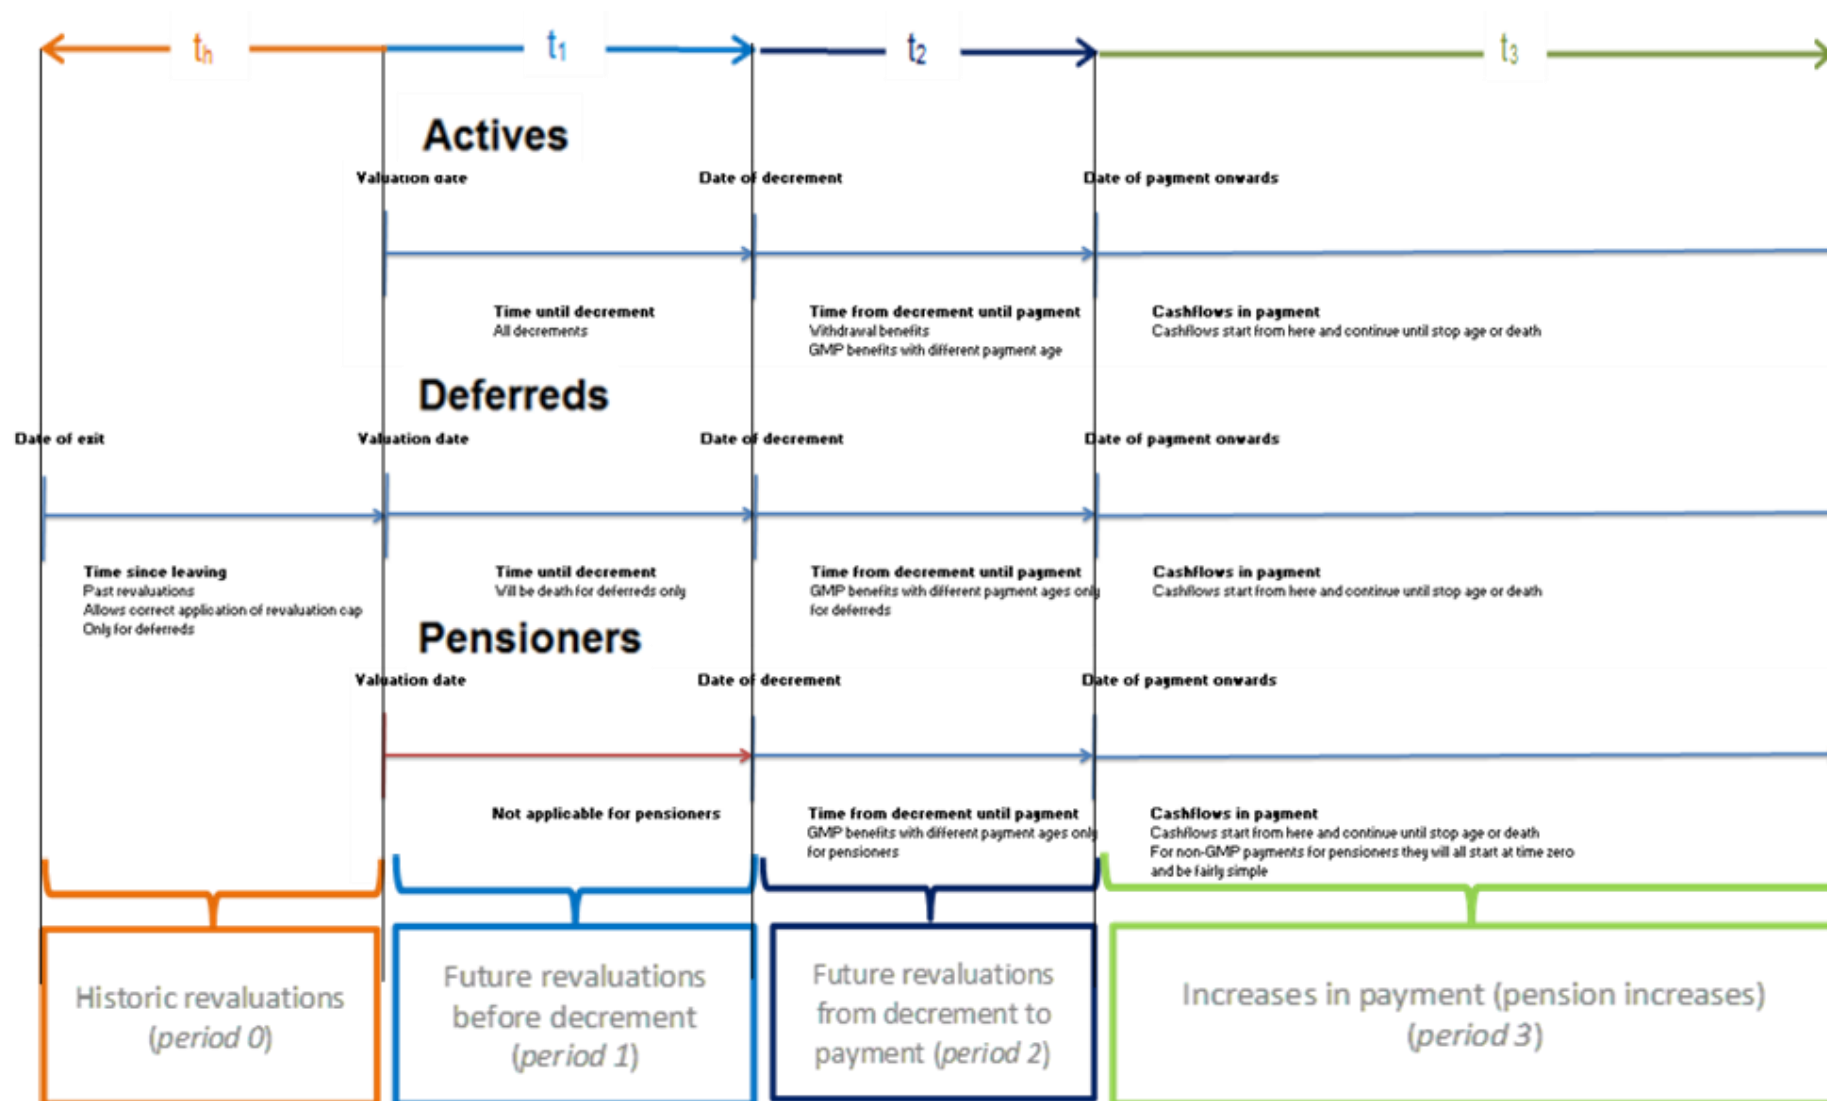 th
t1
t2
t3
Actives
Valuation date
Date of decrement
Date of payment onwards
Time until decrement
All decrements
Time from decrement until payment
Withdrawal benefits
GMP benefits with different payment age
Cashflows in payment
Cashflows start from here and continue until stop age or death
Deferreds
Date of exit
Valuation date
Date of decrement
Date of payment onwards
Time since leaving
Past revaluations
Allows correct application of revaluation cap
Only for deferreds
Time until decrement
Will be death for deferreds only
Time from decrement until payment
GMP benefits with different payment ages only
for deferreds
Cashflows in payment
Cashflows start from here and continue until stop age or death
Pensioners
Valuation date
Date of decrement
Date of payment onwards
Not applicable for pensioners
Time from decrement until payment
GMP benefits with different payment ages only
for pensioners
Cashflows in payment
Cashflows start from here and continue until stop age or death
For non-GMP payments for pensioners they will all start at time zero
and be fairly simple
Historic revaluations
(period 0)
Future revaluations
before decrement
(period 1)
Future revaluations
from decrement to
payment (period 2)
Increases in payment (pension increases)
(period 3)